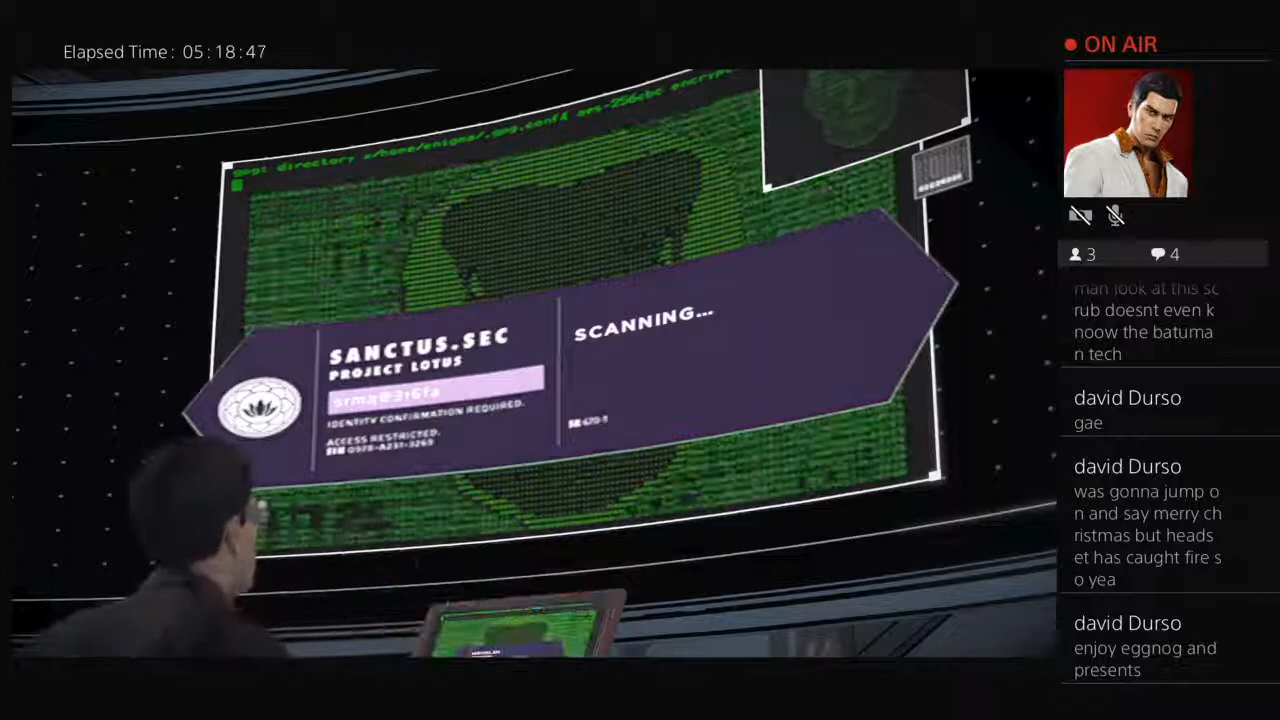 Elapsed Time: 05:18:47
ON AIR
gpg: directory
SANCTUS.SEC
PROJECT LOTUS
SCANNING...
IDENTITY CONFIRMATION REQUIRED.
ACCESS RESTRICTED.
3
4
man look at this sc
rub doesnt even k
noow the batuma
n tech
david Durso
gae
david Durso
was gonna jump o
n and say merry ch
ristmas but heads
et has caught fire s
o yea
david Durso
enjoy eggnog and
presents